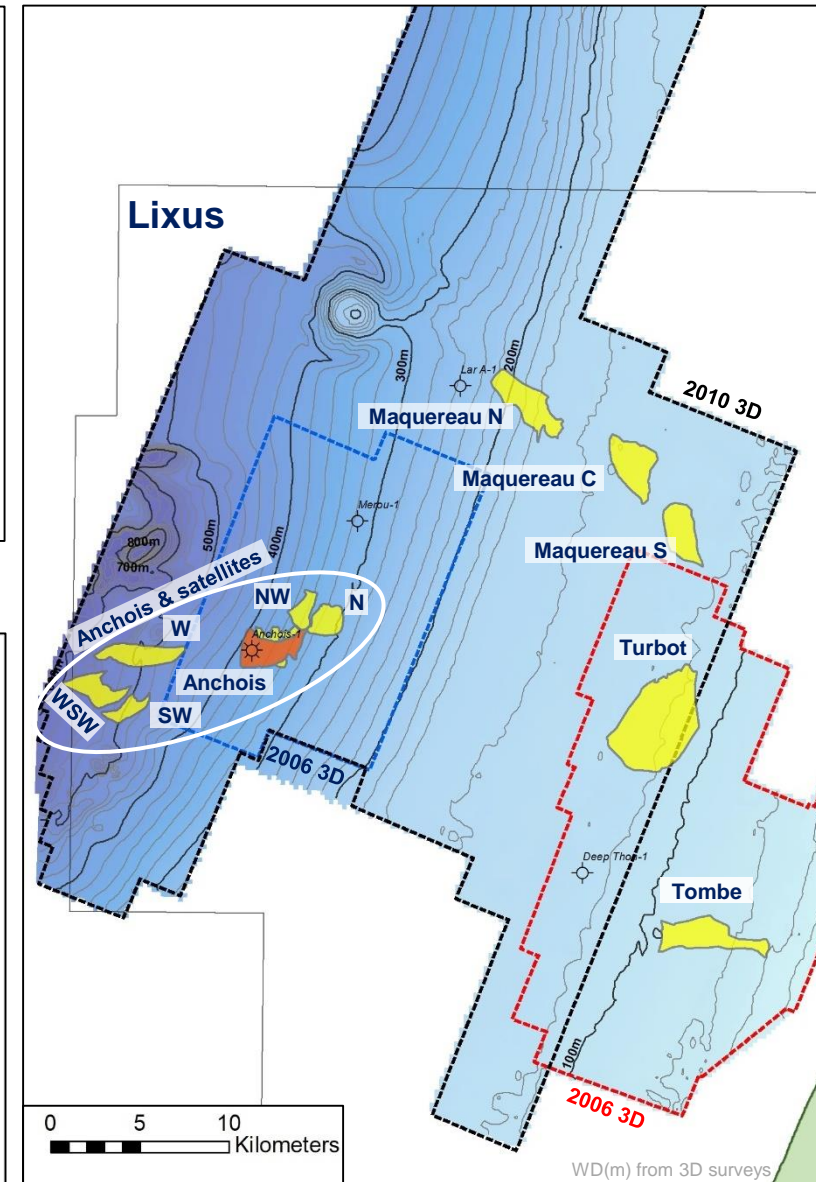 Lixus
300m
200m
Lar A-1
2010 3D
Maquereau N
Maquereau C
Merou-1
500m
400m
800m
700m
Maquereau S
Anchois & satellites
NW
N
W
Anchois-1
Turbot
Anchois
WSW
SW
2006 3D
Deep Thon-1
Tombe
100m
2006 3D
0 5 10
Kilometers
WD(m) from 3D surveys